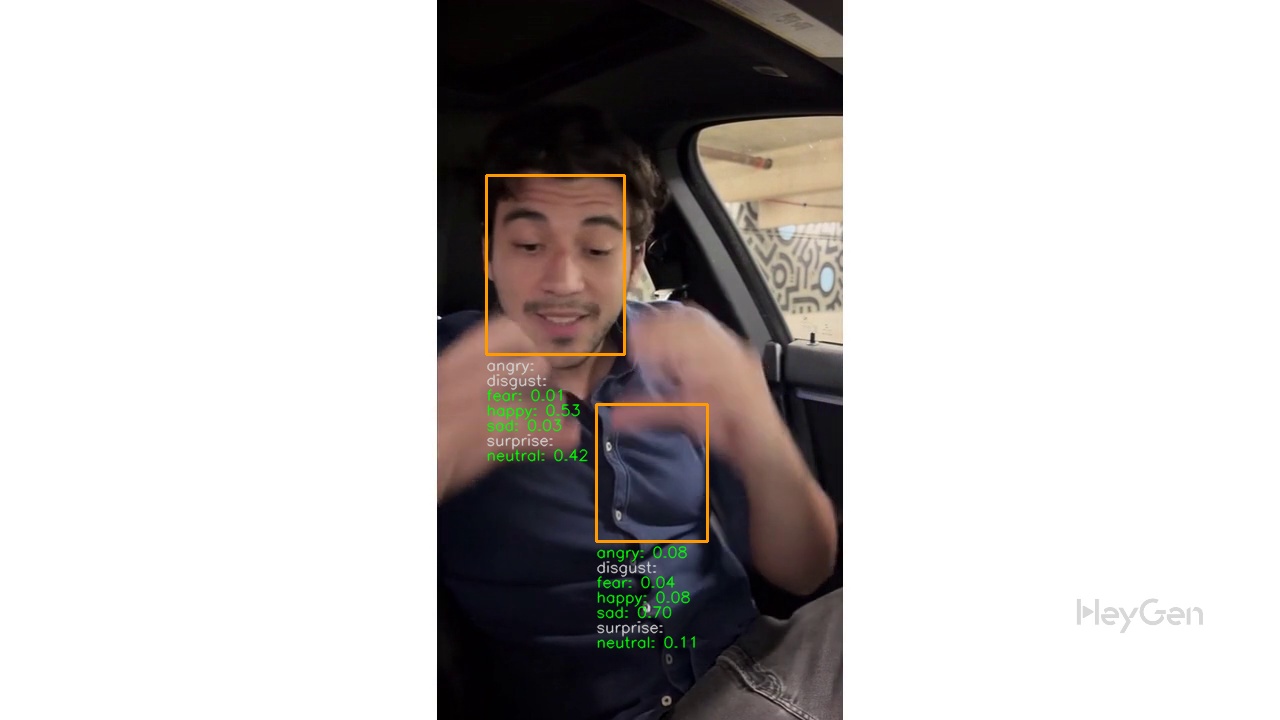 angry:
disgust:
fear: 0.01
happy: 0.53
sad: 0.03
surprise:
neutral: 0.42
angry: 0.08
disgust:
fear: 0.04
happy: 0.08
sad: 0.70
surprise:
neutral: 0.11
HeyGen